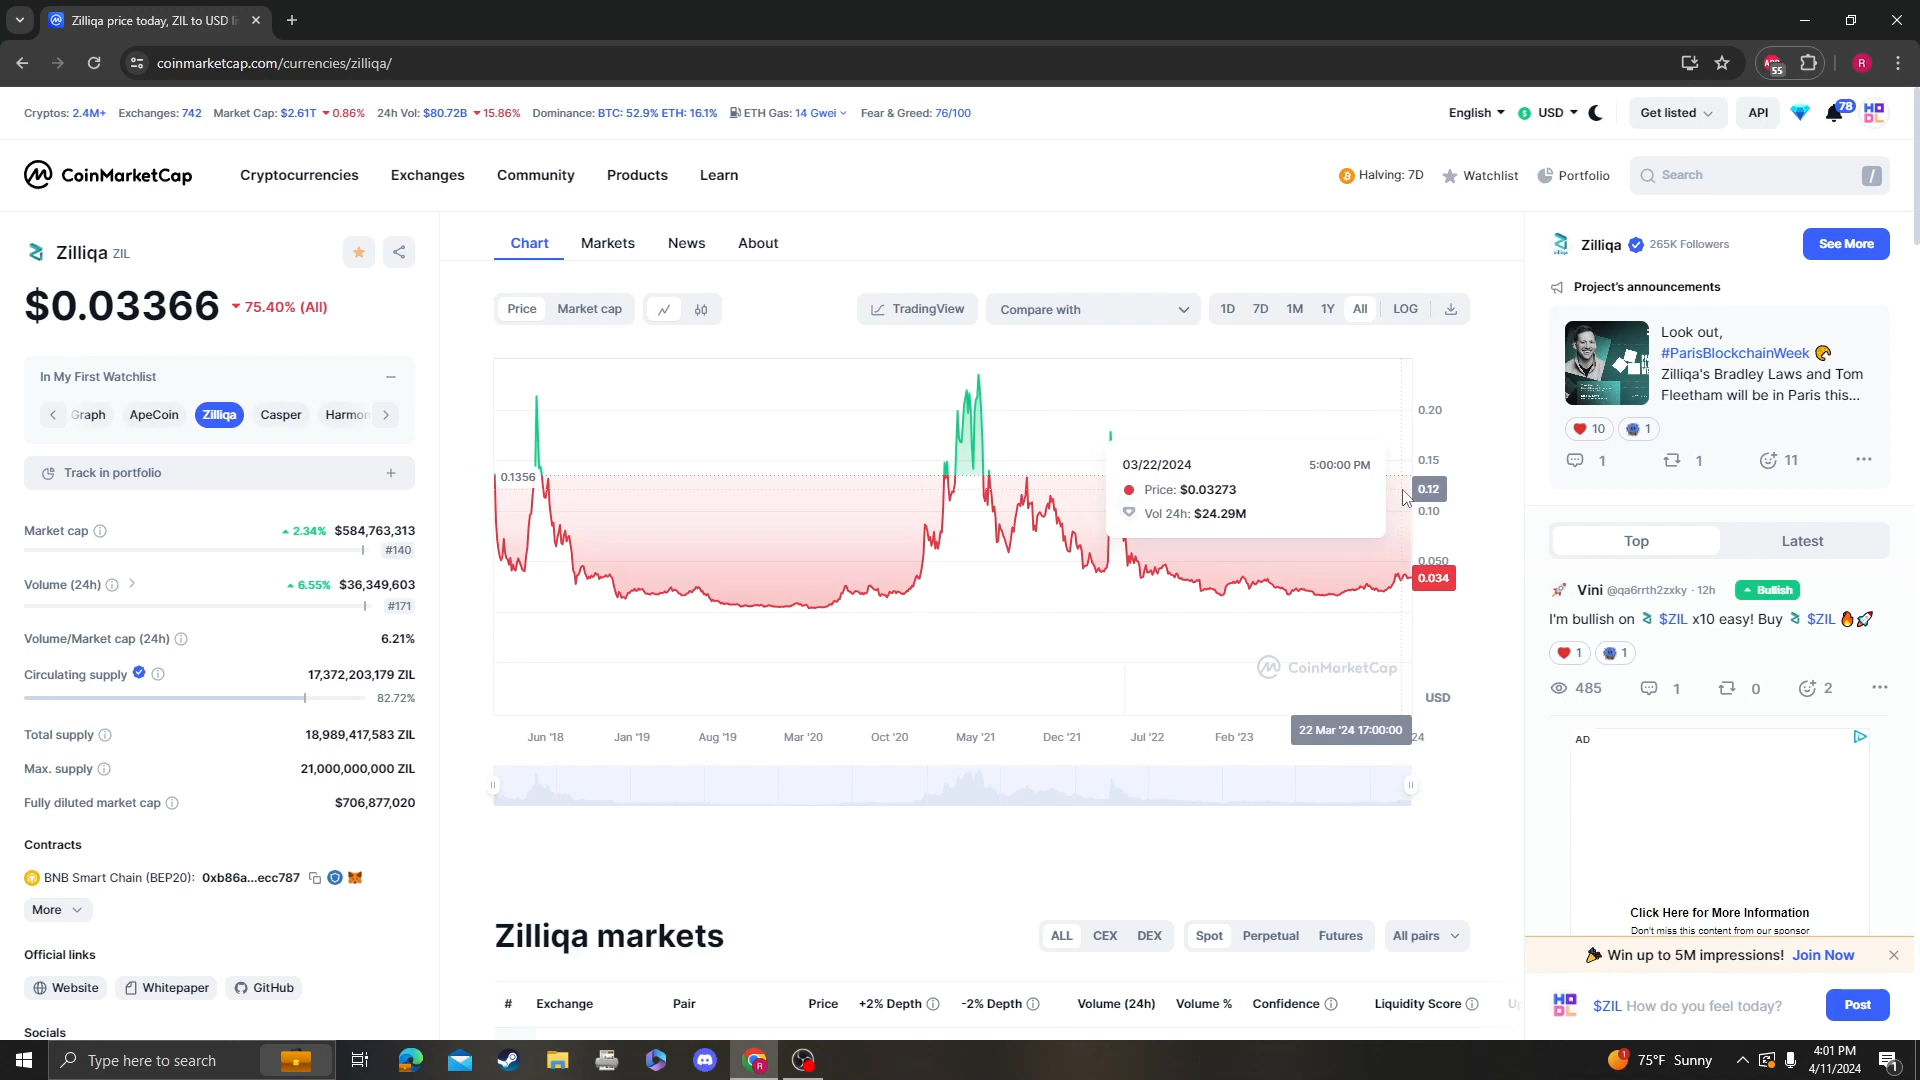 Zilliqa price today, ZIL to USD li
coinmarketcap.com/currencies/zilliqa/
55
R
Cryptos: 2.4M+ Exchanges: 742 Market Cap: $2.61T 0.86% 24h Vol: $80.72B 15.86% Dominance: BTC: 52.9% ETH: 16.1% ETH Gas: 14 Gwei Fear & Greed: 76/100
English USD Get listed API 78
CoinMarketCap
Cryptocurrencies Exchanges Community Products Learn
Halving: 7D Watchlist Portfolio Search /
Zilliqa ZIL
$0.03366 75.40% (All)
In My First Watchlist
Graph ApeCoin Zilliqa Casper Harmon
Track in portfolio +
Market cap 2.34% $584,763,313
#140
Volume (24h) 6.55% $36,349,603
#171
Volume/Market cap (24h) 6.21%
Circulating supply 17,372,203,179 ZIL
82.72%
Total supply 18,989,417,583 ZIL
Max. supply 21,000,000,000 ZIL
Fully diluted market cap $706,877,020
Contracts
BNB Smart Chain (BEP20): 0xb86a...ecc787
More
Official links
Website Whitepaper GitHub
Socials
Chart Markets News About
Price Market cap TradingView Compare with 1D 7D 1M 1Y All LOG
0.1356
0.20
0.15
0.12
0.10
0.050
0.034
03/22/2024 5:00:00 PM
Price: $0.03273
Vol 24h: $24.29M
CoinMarketCap
USD
Jun '18 Jan '19 Aug '19 Mar '20 Oct '20 May '21 Dec '21 Jul '22 Feb '23 22 Mar '24 17:00:00 24
Zilliqa markets
ALL CEX DEX Spot Perpetual Futures All pairs
# Exchange Pair Price +2% Depth -2% Depth Volume (24h) Volume % Confidence Liquidity Score
Zilliqa 265K Followers See More
Project's announcements
Look out,
#ParisBlockchainWeek
Zilliqa's Bradley Laws and Tom
Fleetham will be in Paris this...
10 1
1 1 11
Top Latest
Vini @qa6rrth2zxky · 12h Bullish
I'm bullish on $ZIL x10 easy! Buy $ZIL
1 1
485 1 0 2
AD
Click Here for More Information
Don't miss this content from our sponsor
Win up to 5M impressions! Join Now
HODL $ZIL How do you feel today? Post
Type here to search
75°F Sunny
4:01 PM
4/11/2024